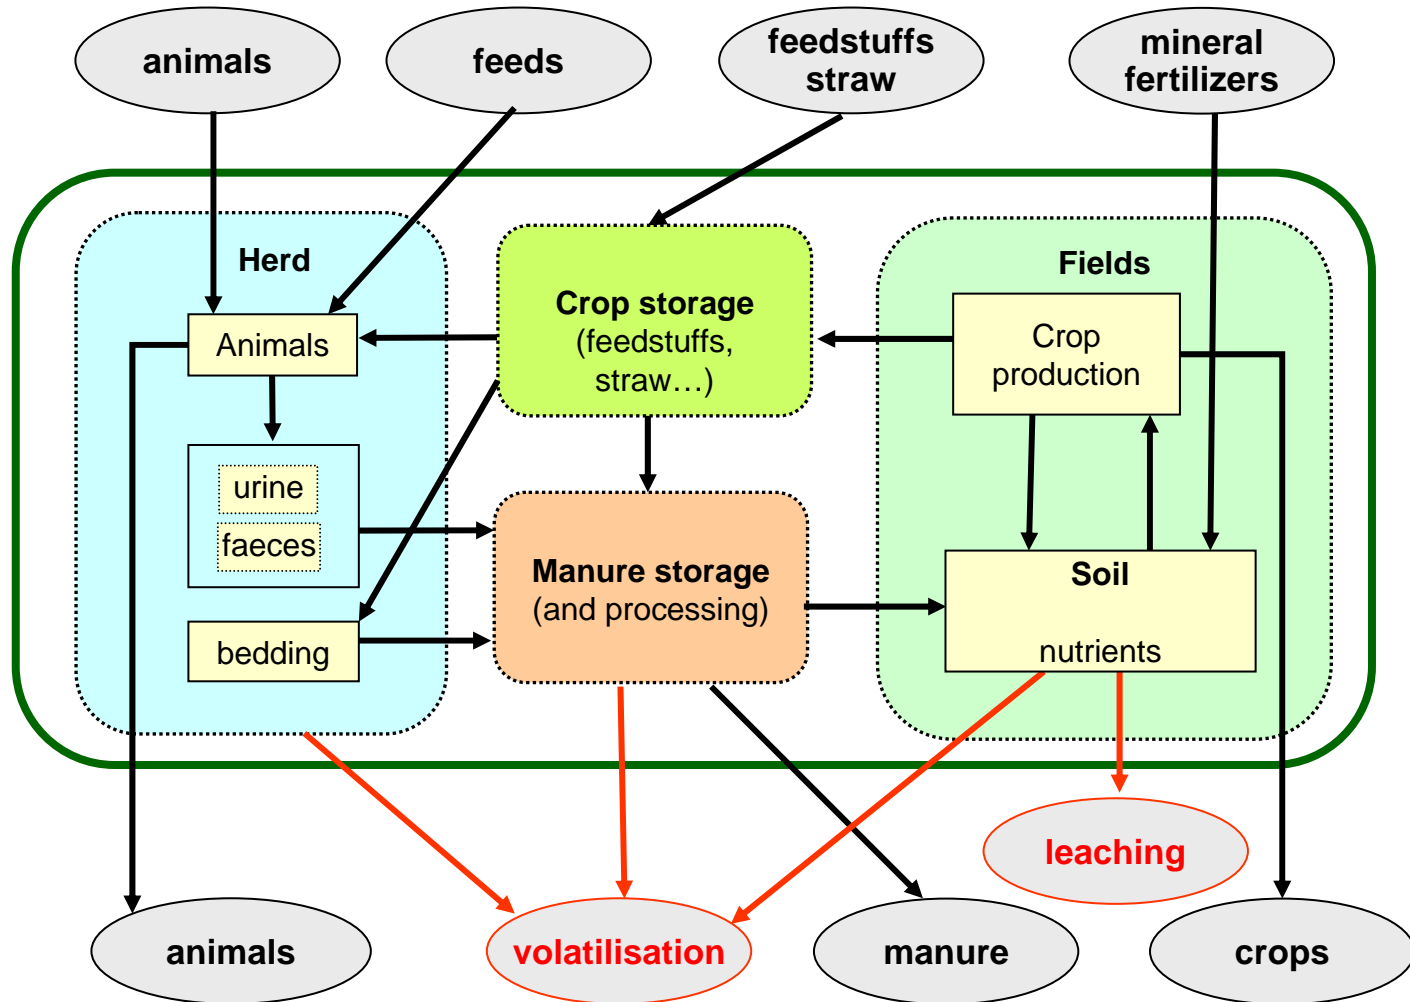 animals
feeds
feedstuffs
straw
mineral
fertilizers
Herd
Fields
Crop storage
(feedstuffs,
straw…)
Animals
Crop
production
urine
faeces
Manure storage
(and processing)
Soil
nutrients
bedding
leaching
animals
volatilisation
manure
crops